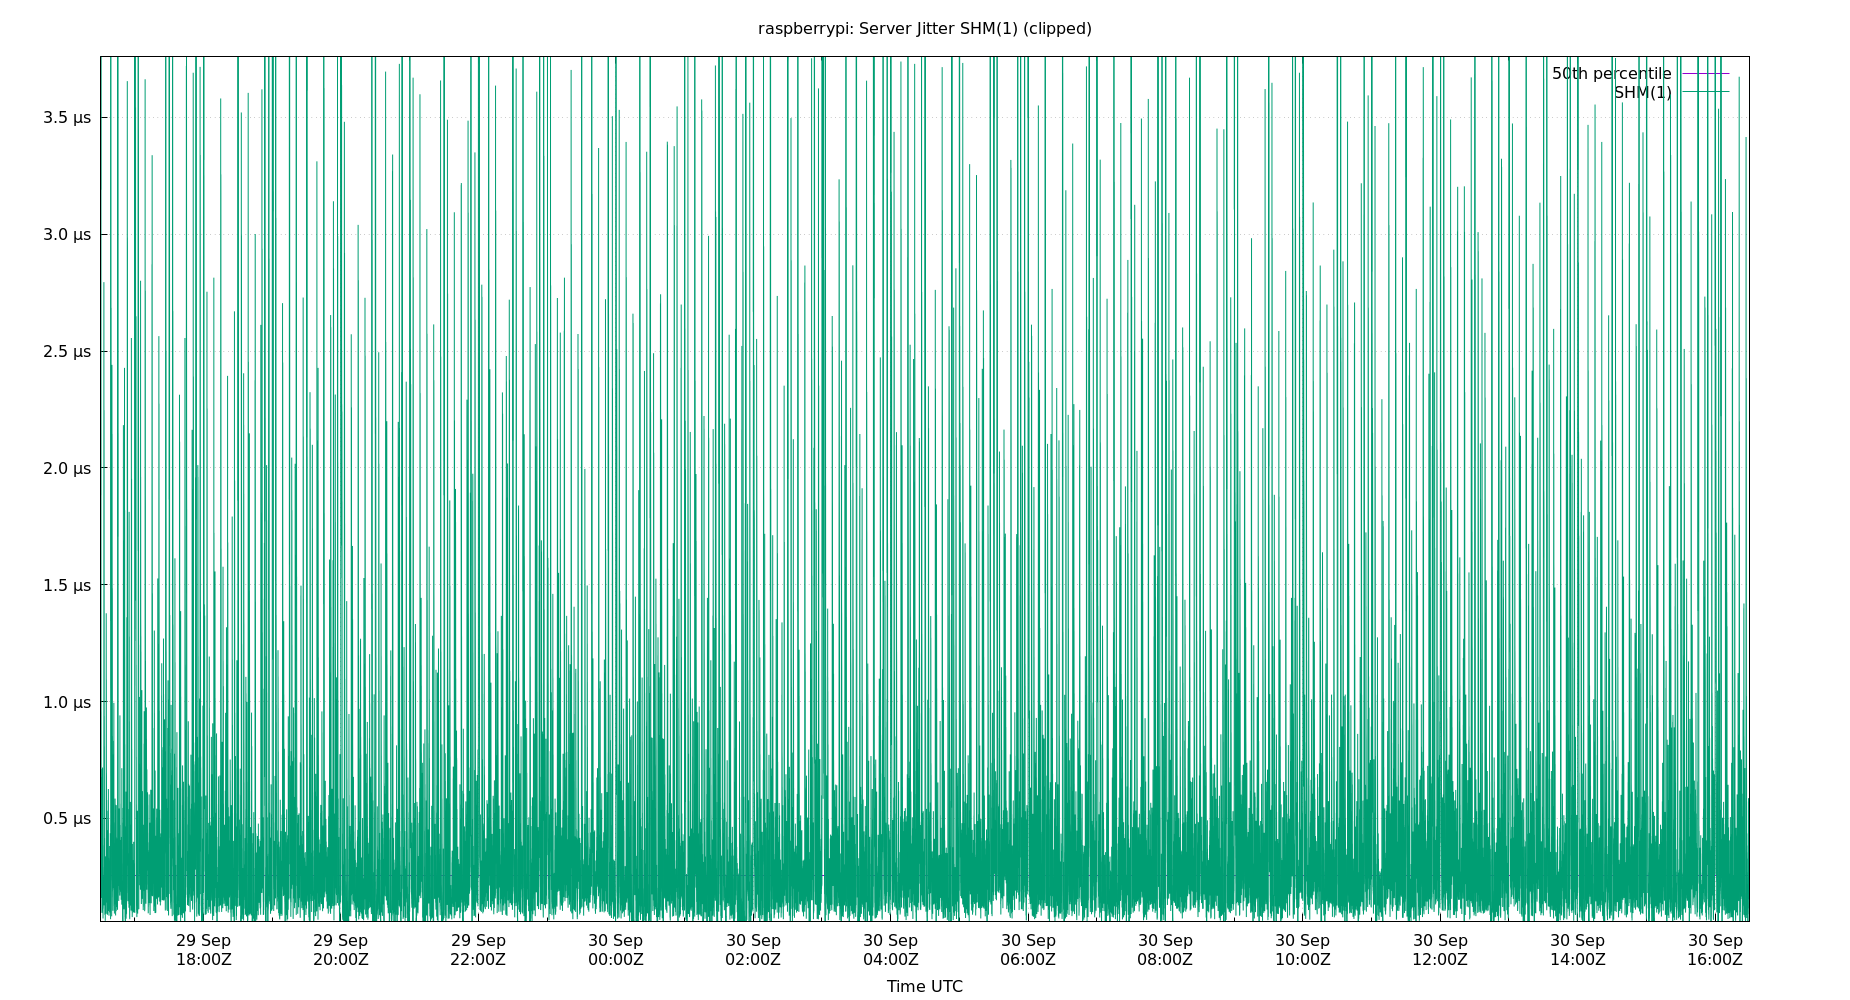 raspberrypi: Server Jitter SHM(1) (clipped)
50th percentile
SHM(1)
3.5 µs
3.0 µs
2.5 µs
2.0 µs
1.5 µs
1.0 µs
0.5 µs
29 Sep 29 Sep 29 Sep 30 Sep 30 Sep 30 Sep 30 Sep 30 Sep 30 Sep 30 Sep 30 Sep 30 Sep
18:00Z 20:00Z 22:00Z 00:00Z 02:00Z 04:00Z 06:00Z 08:00Z 10:00Z 12:00Z 14:00Z 16:00Z
Time UTC